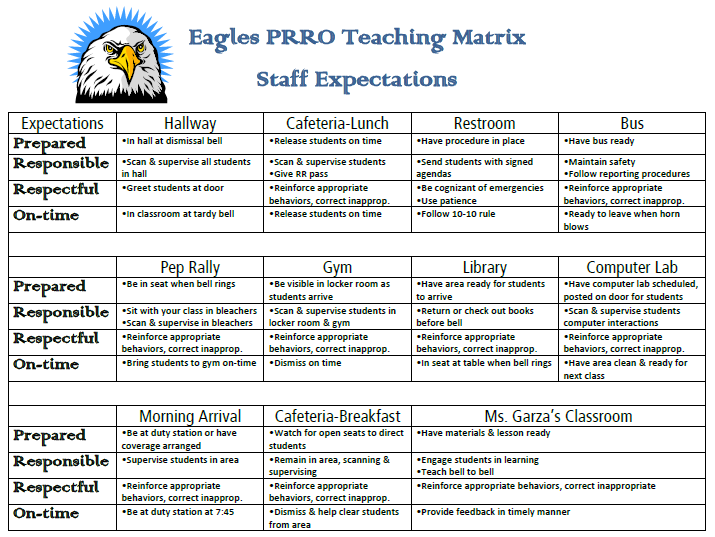 Eagles PRRO Teaching Matrix
Staff Expectations
Expectations Hallway Cafeteria-Lunch Restroom Bus
Prepared •In hall at dismissal bell •Release students on time •Have procedure in place •Have bus ready
Responsible •Scan & supervise all students •Scan & supervise students •Send students with signed •Maintain safety
in hall •Give RR pass agendas •Follow reporting procedures
Respectful •Greet students at door •Reinforce appropriate •Be cognizant of emergencies •Reinforce appropriate
behaviors, correct inapprop. •Use patience behaviors, correct inapprop.
On-time •In classroom at tardy bell •Release students on time •Follow 10-10 rule •Ready to leave when horn
blows
Pep Rally Gym Library Computer Lab
Prepared •Be in seat when bell rings •Be visible in locker room as •Have area ready for students •Have computer lab scheduled,
students arrive to arrive posted on door for students
Responsible •Sit with your class in bleachers •Scan & supervise students in •Return or check out books •Scan & supervise students
•Scan & supervise in bleachers locker room & gym before bell computer interactions
Respectful •Reinforce appropriate •Reinforce appropriate •Reinforce appropriate •Reinforce appropriate
behaviors, correct inapprop. behaviors, correct inapprop. behaviors, correct inapprop. behaviors, correct inapprop.
On-time •Bring students to gym on-time •Dismiss on time •In seat at table when bell rings •Have area clean & ready for
next class
Morning Arrival Cafeteria-Breakfast Ms. Garza's Classroom
Prepared •Be at duty station or have •Watch for open seats to direct •Have materials & lesson ready
coverage arranged students
Responsible •Supervise students in area •Remain in area, scanning & •Engage students in learning
supervising •Teach bell to bell
Respectful •Reinforce appropriate •Reinforce appropriate •Reinforce appropriate behaviors, correct inappropriate
behaviors, correct inapprop. behaviors, correct inapprop.
On-time •Be at duty station at 7:45 •Dismiss & help clear students •Provide feedback in timely manner
from area